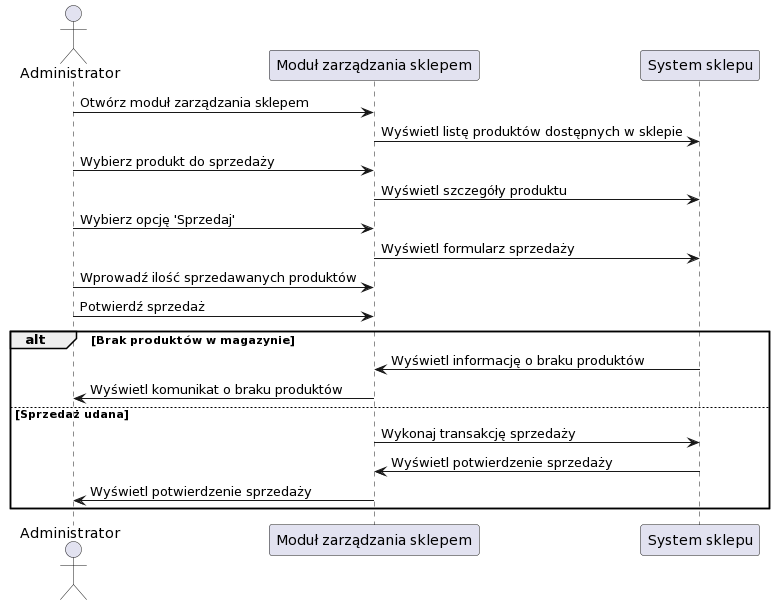 Administrator
Moduł zarządzania sklepem
System sklepu
Otwórz moduł zarządzania sklepem
Wyświetl listę produktów dostępnych w sklepie
Wybierz produkt do sprzedaży
Wyświetl szczegóły produktu
Wybierz opcję 'Sprzedaj'
Wyświetl formularz sprzedaży
Wprowadź ilość sprzedawanych produktów
Potwierdź sprzedaż
alt
[Brak produktów w magazynie]
Wyświetl informację o braku produktów
Wyświetl komunikat o braku produktów
[Sprzedaż udana]
Wykonaj transakcję sprzedaży
Wyświetl potwierdzenie sprzedaży
Wyświetl potwierdzenie sprzedaży
Administrator
Moduł zarządzania sklepem
System sklepu